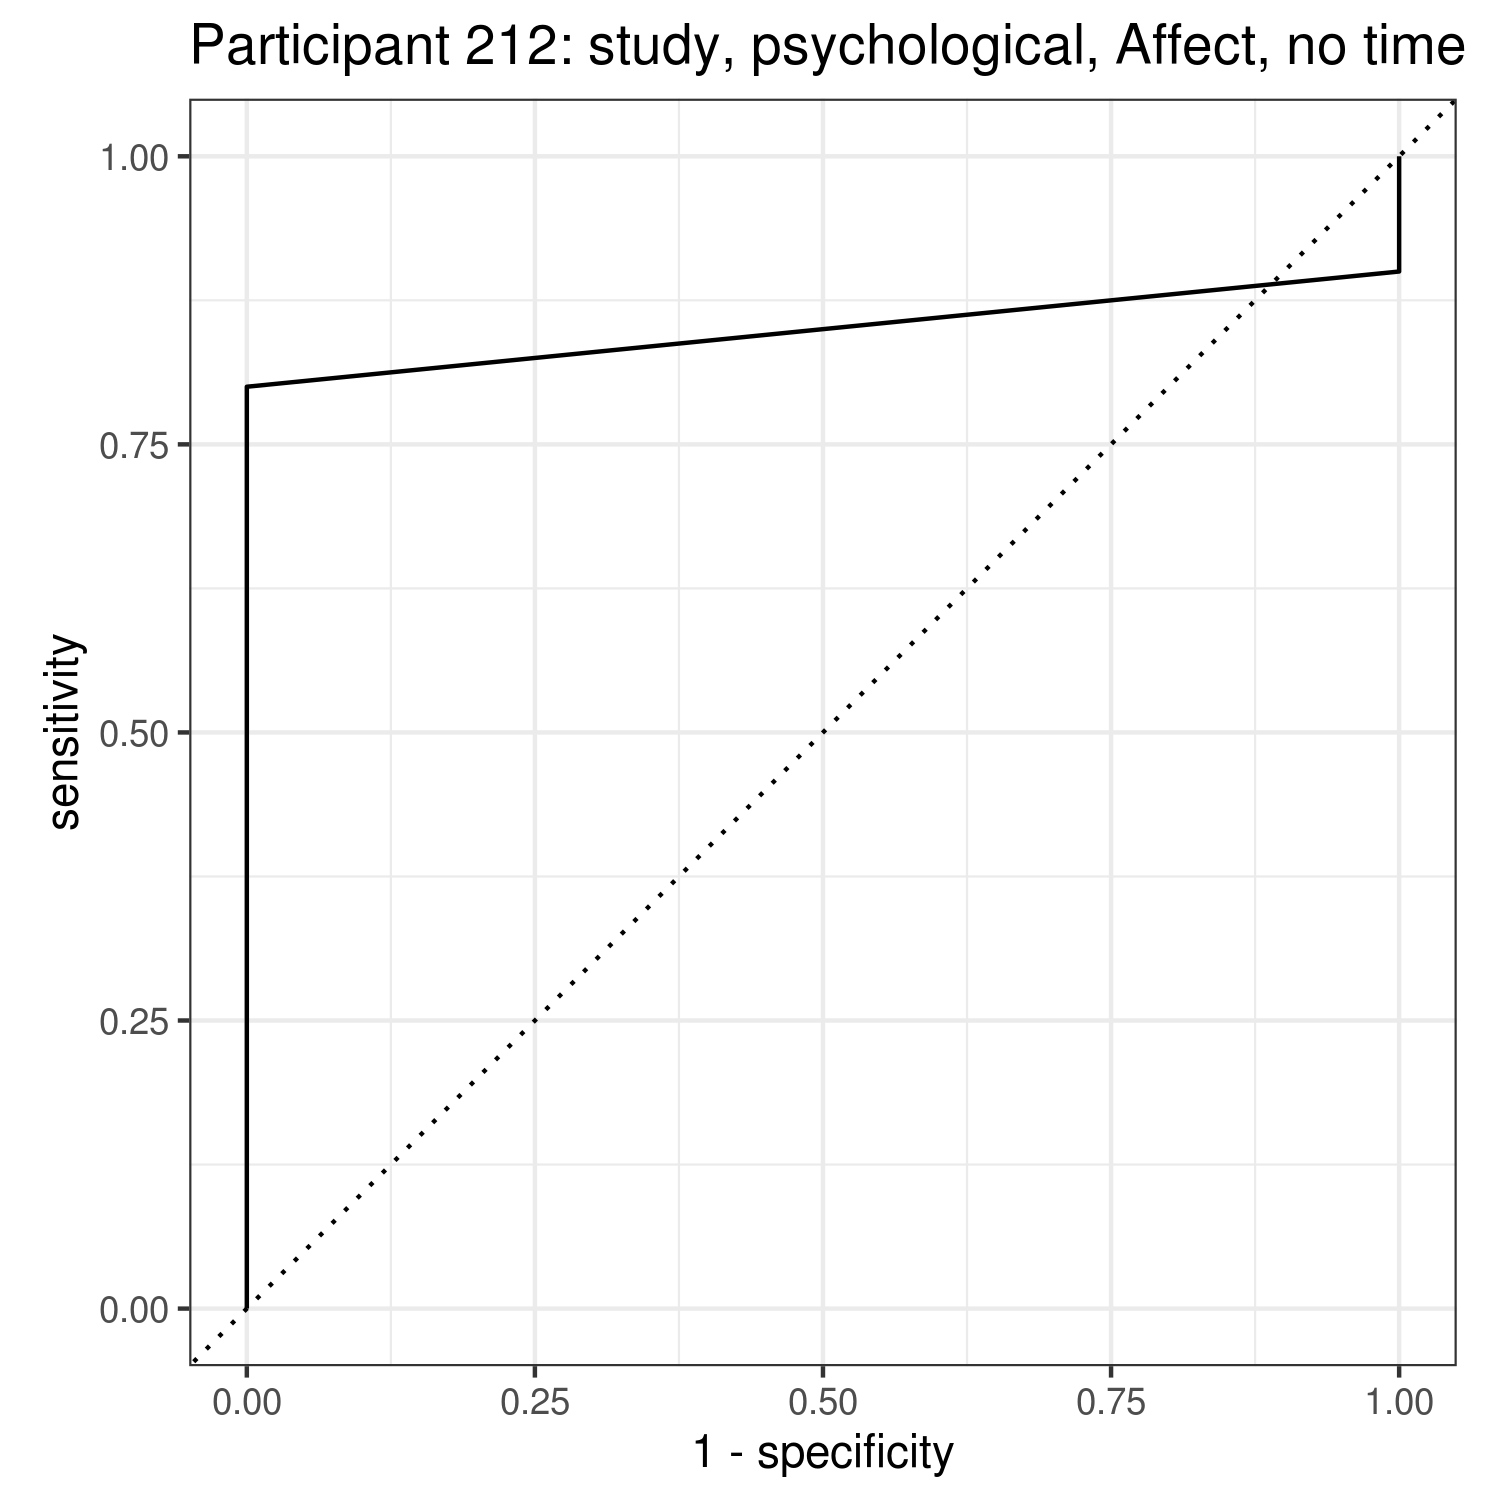 Participant 212: study, psychological, Affect, no time
1.00
0.75
0.50
0.25
0.00
sensitivity
0.00 0.25 0.50 0.75 1.00
1 - specificity